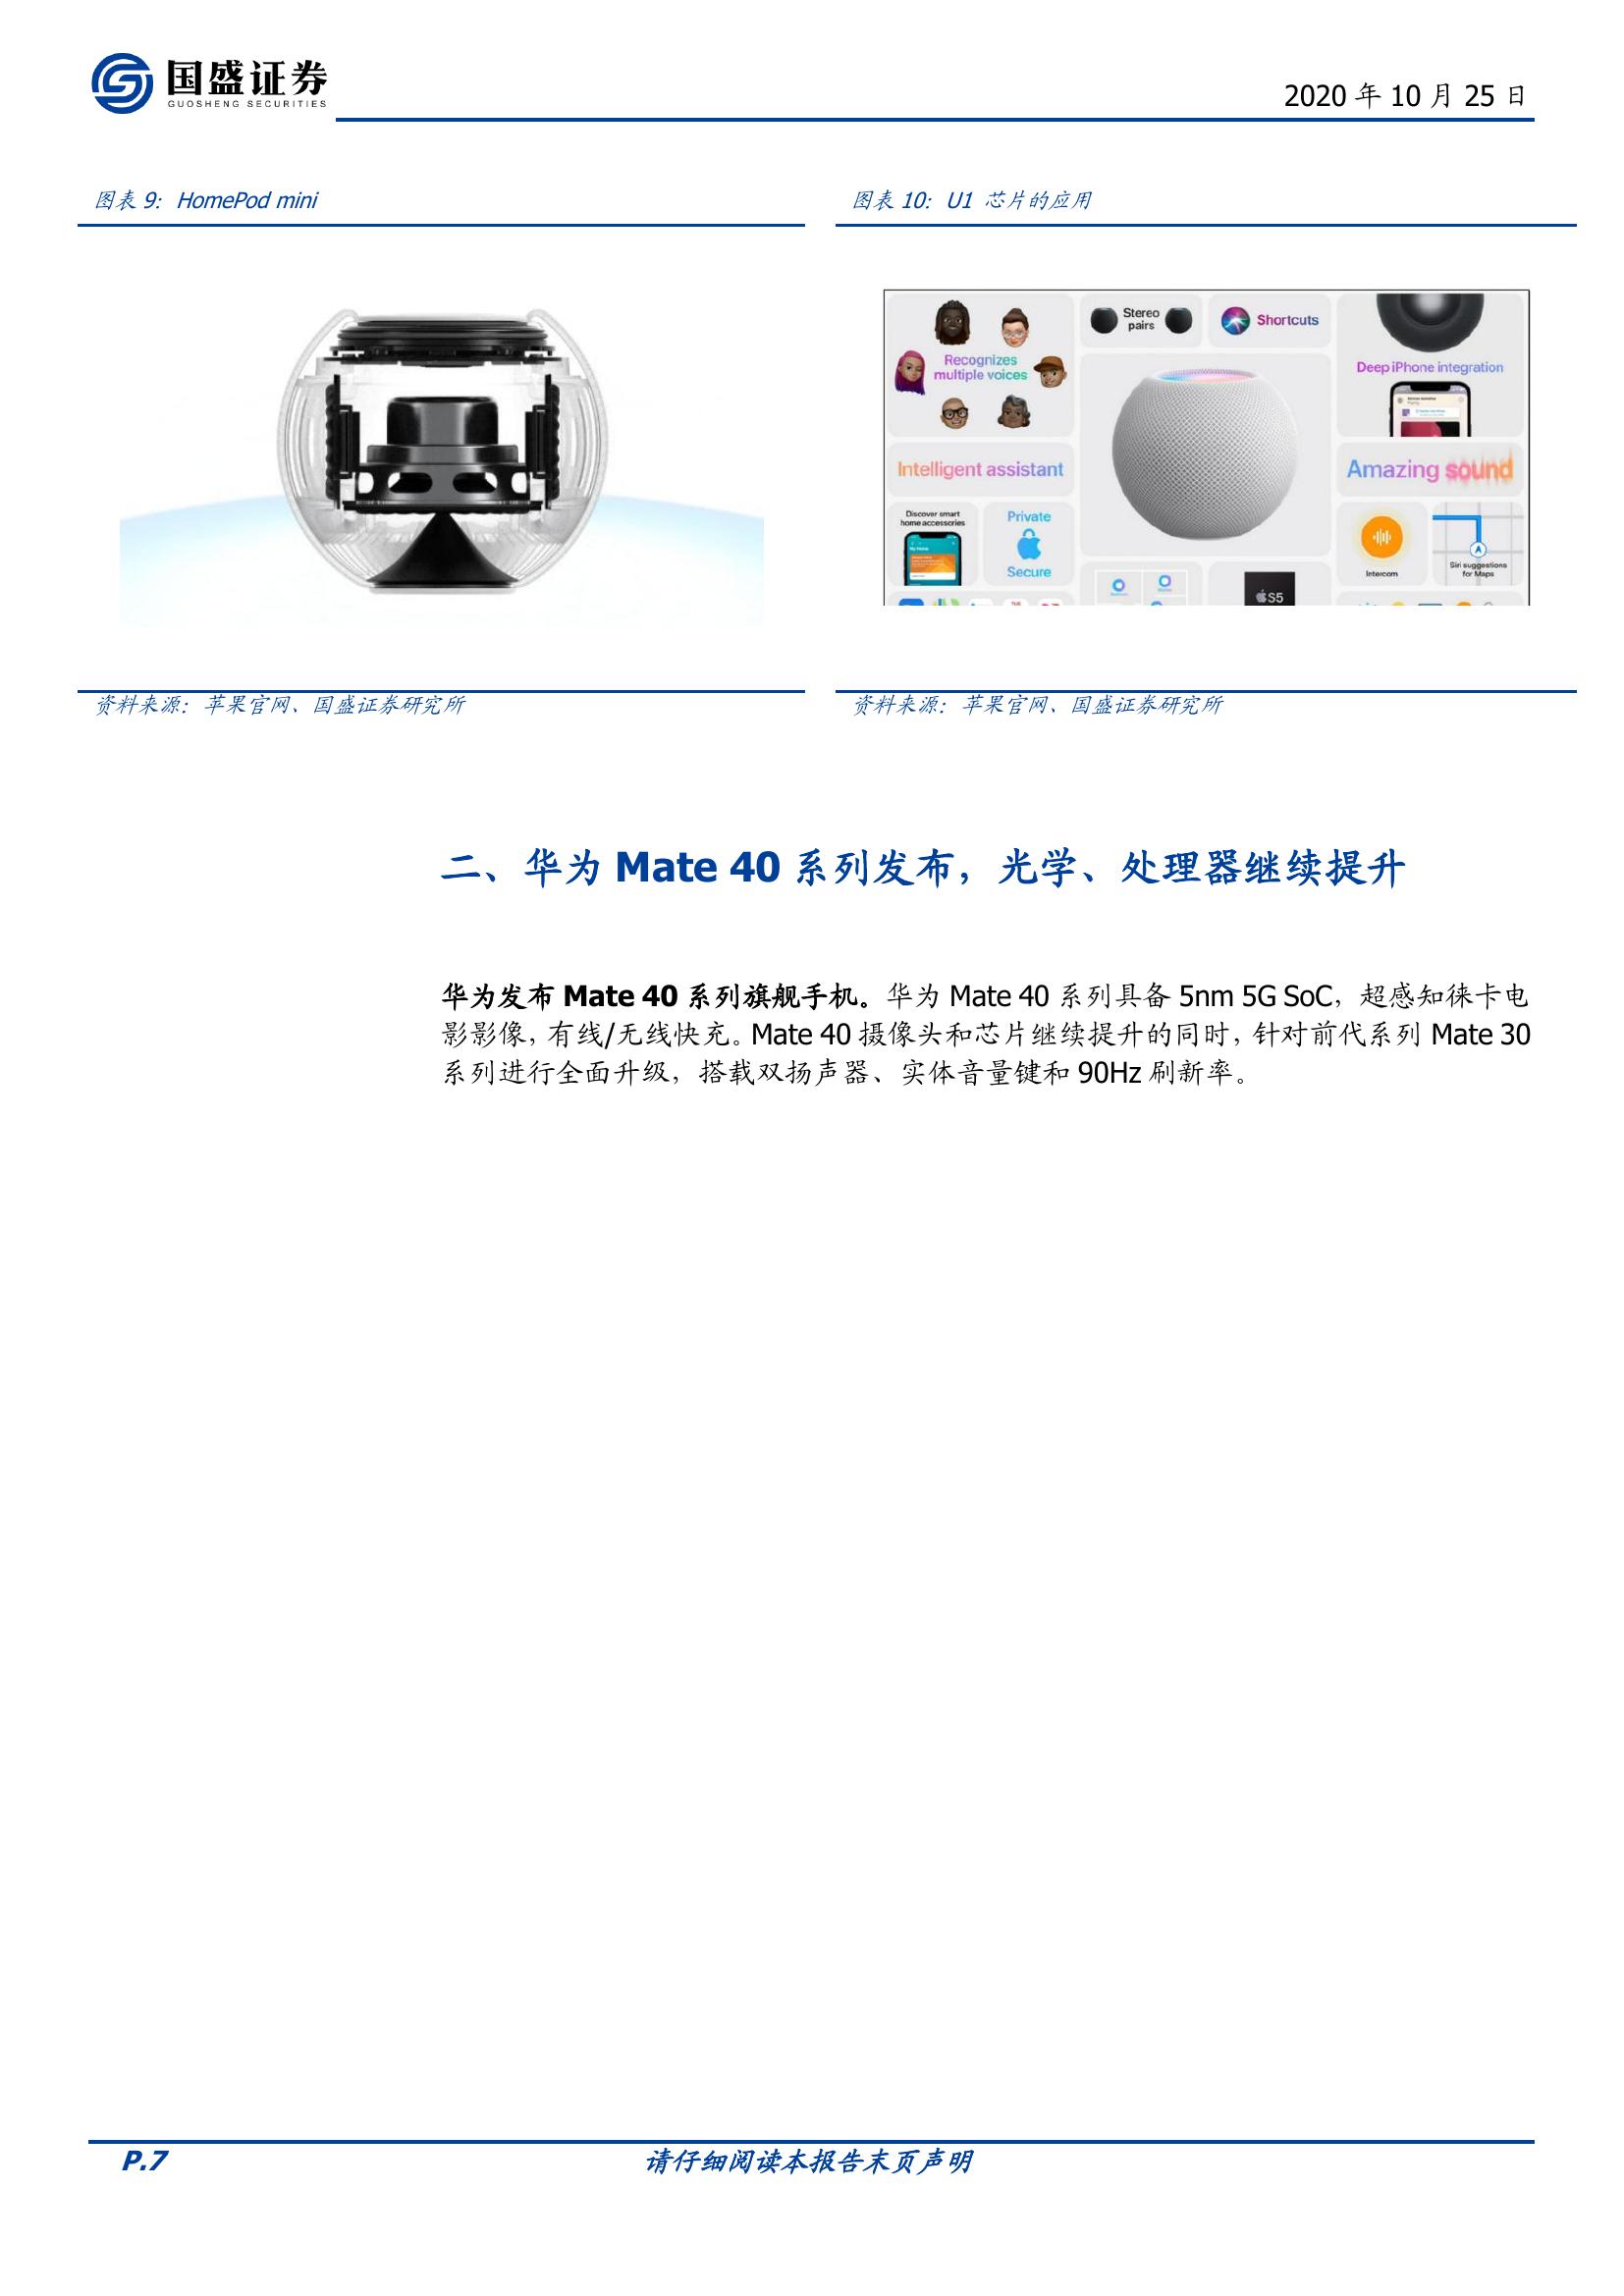 国盛证券
GUOSHENG SECURITIES
2020 年 10 月 25 日
图表 9: HomePod mini
图表 10: U1 芯片的应用
Recognizes
multiple voices
Stereo
pairs
Shortcuts
Deep iPhone integration
Intelligent assistant
Amazing sound
Discover smart
home accessories
Private
Secure
Intercom
Siri suggestions
for Maps
S5
资料来源：苹果官网、国盛证券研究所
资料来源：苹果官网、国盛证券研究所
二、华为 Mate 40 系列发布，光学、处理器继续提升
华为发布 Mate 40 系列旗舰手机。华为 Mate 40 系列具备 5nm 5G SoC，超感知徕卡电
影影像，有线/无线快充。Mate 40 摄像头和芯片继续提升的同时，针对前代系列 Mate 30
系列进行全面升级，搭载双扬声器、实体音量键和 90Hz 刷新率。
P.7
请仔细阅读本报告末页声明